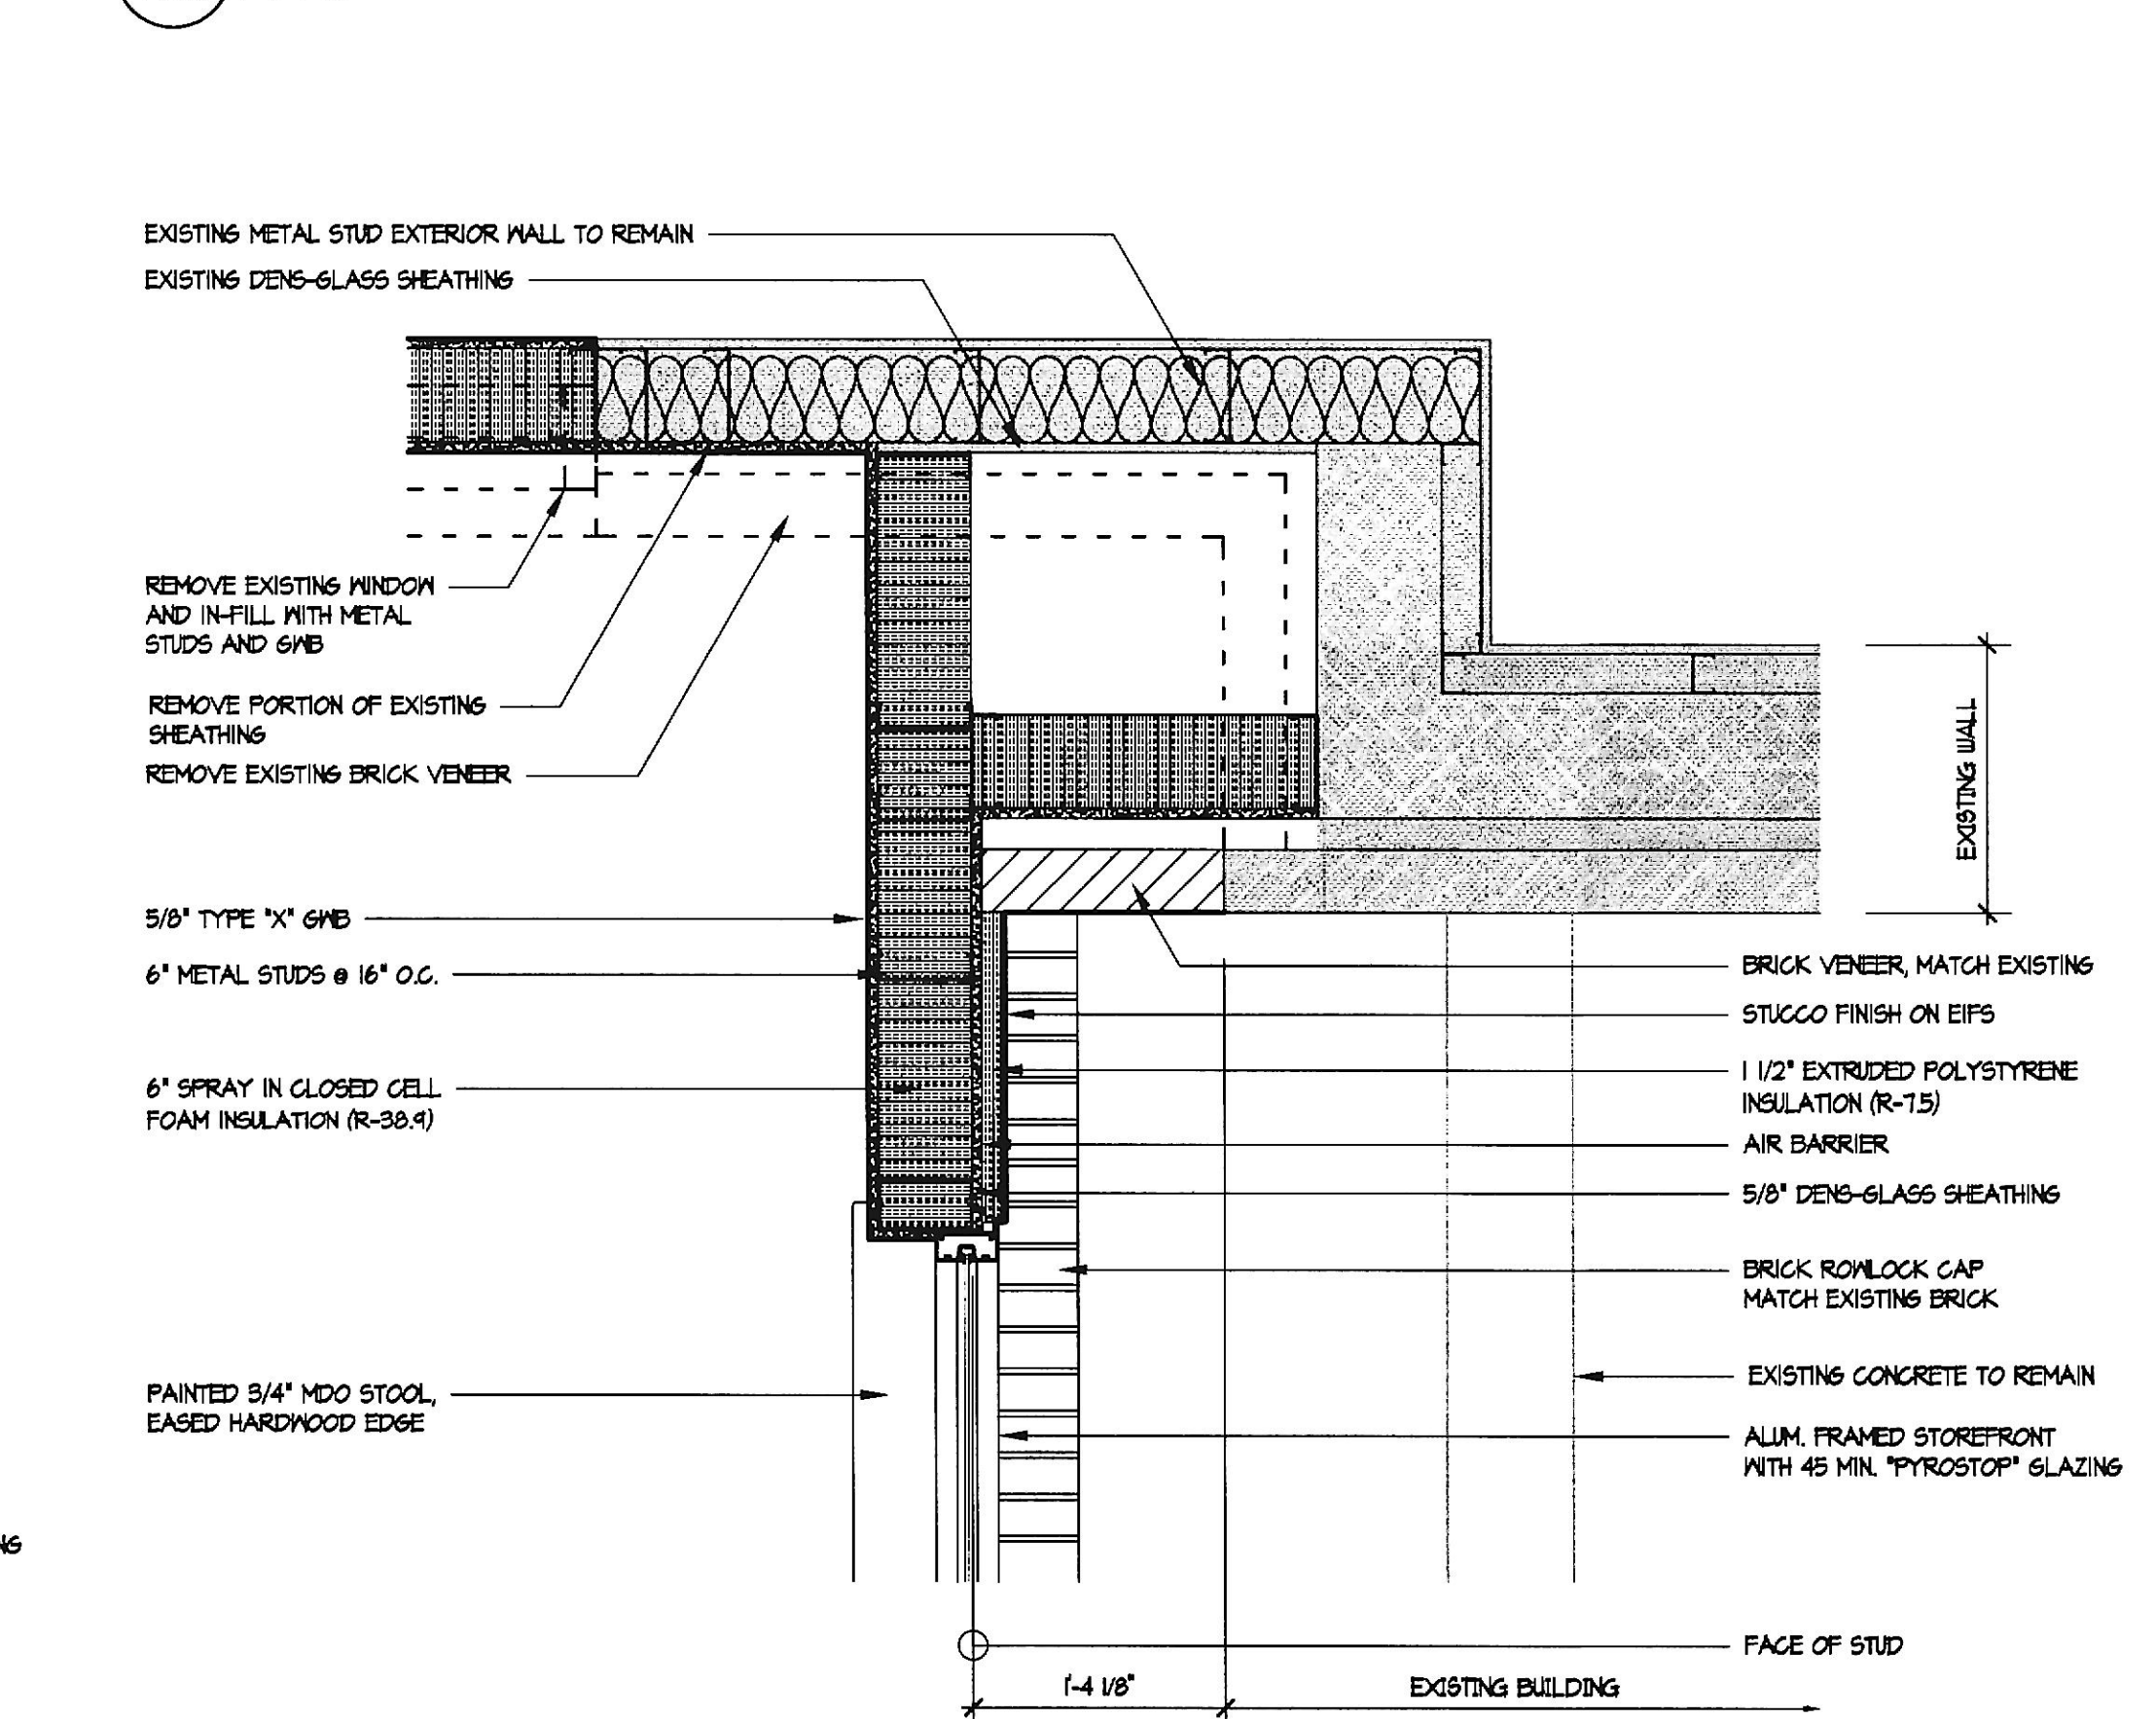 EXISTING METAL STUD EXTERIOR WALL TO REMAIN
EXISTING DENS-GLASS SHEATHING
REMOVE EXISTING WINDOW
AND IN-FILL WITH METAL
STUDS AND GWB
REMOVE PORTION OF EXISTING
SHEATHING
REMOVE EXISTING BRICK VENEER
5/8" TYPE "X" GWB
6" METAL STUDS @ 16" O.C.
6" SPRAY IN CLOSED CELL
FOAM INSULATION (R-38.9)
PAINTED 3/4" MDO STOOL,
EASED HARDWOOD EDGE
EXISTING WALL
BRICK VENEER, MATCH EXISTING
STUCCO FINISH ON EIFS
1 1/2" EXTRUDED POLYSTYRENE
INSULATION (R-7.5)
AIR BARRIER
5/8" DENS-GLASS SHEATHING
BRICK ROWLOCK CAP
MATCH EXISTING BRICK
EXISTING CONCRETE TO REMAIN
ALUM. FRAMED STOREFRONT
WITH 45 MIN. "PYROSTOP" GLAZING
NG
FACE OF STUD
1'-4 1/8"
EXISTING BUILDING